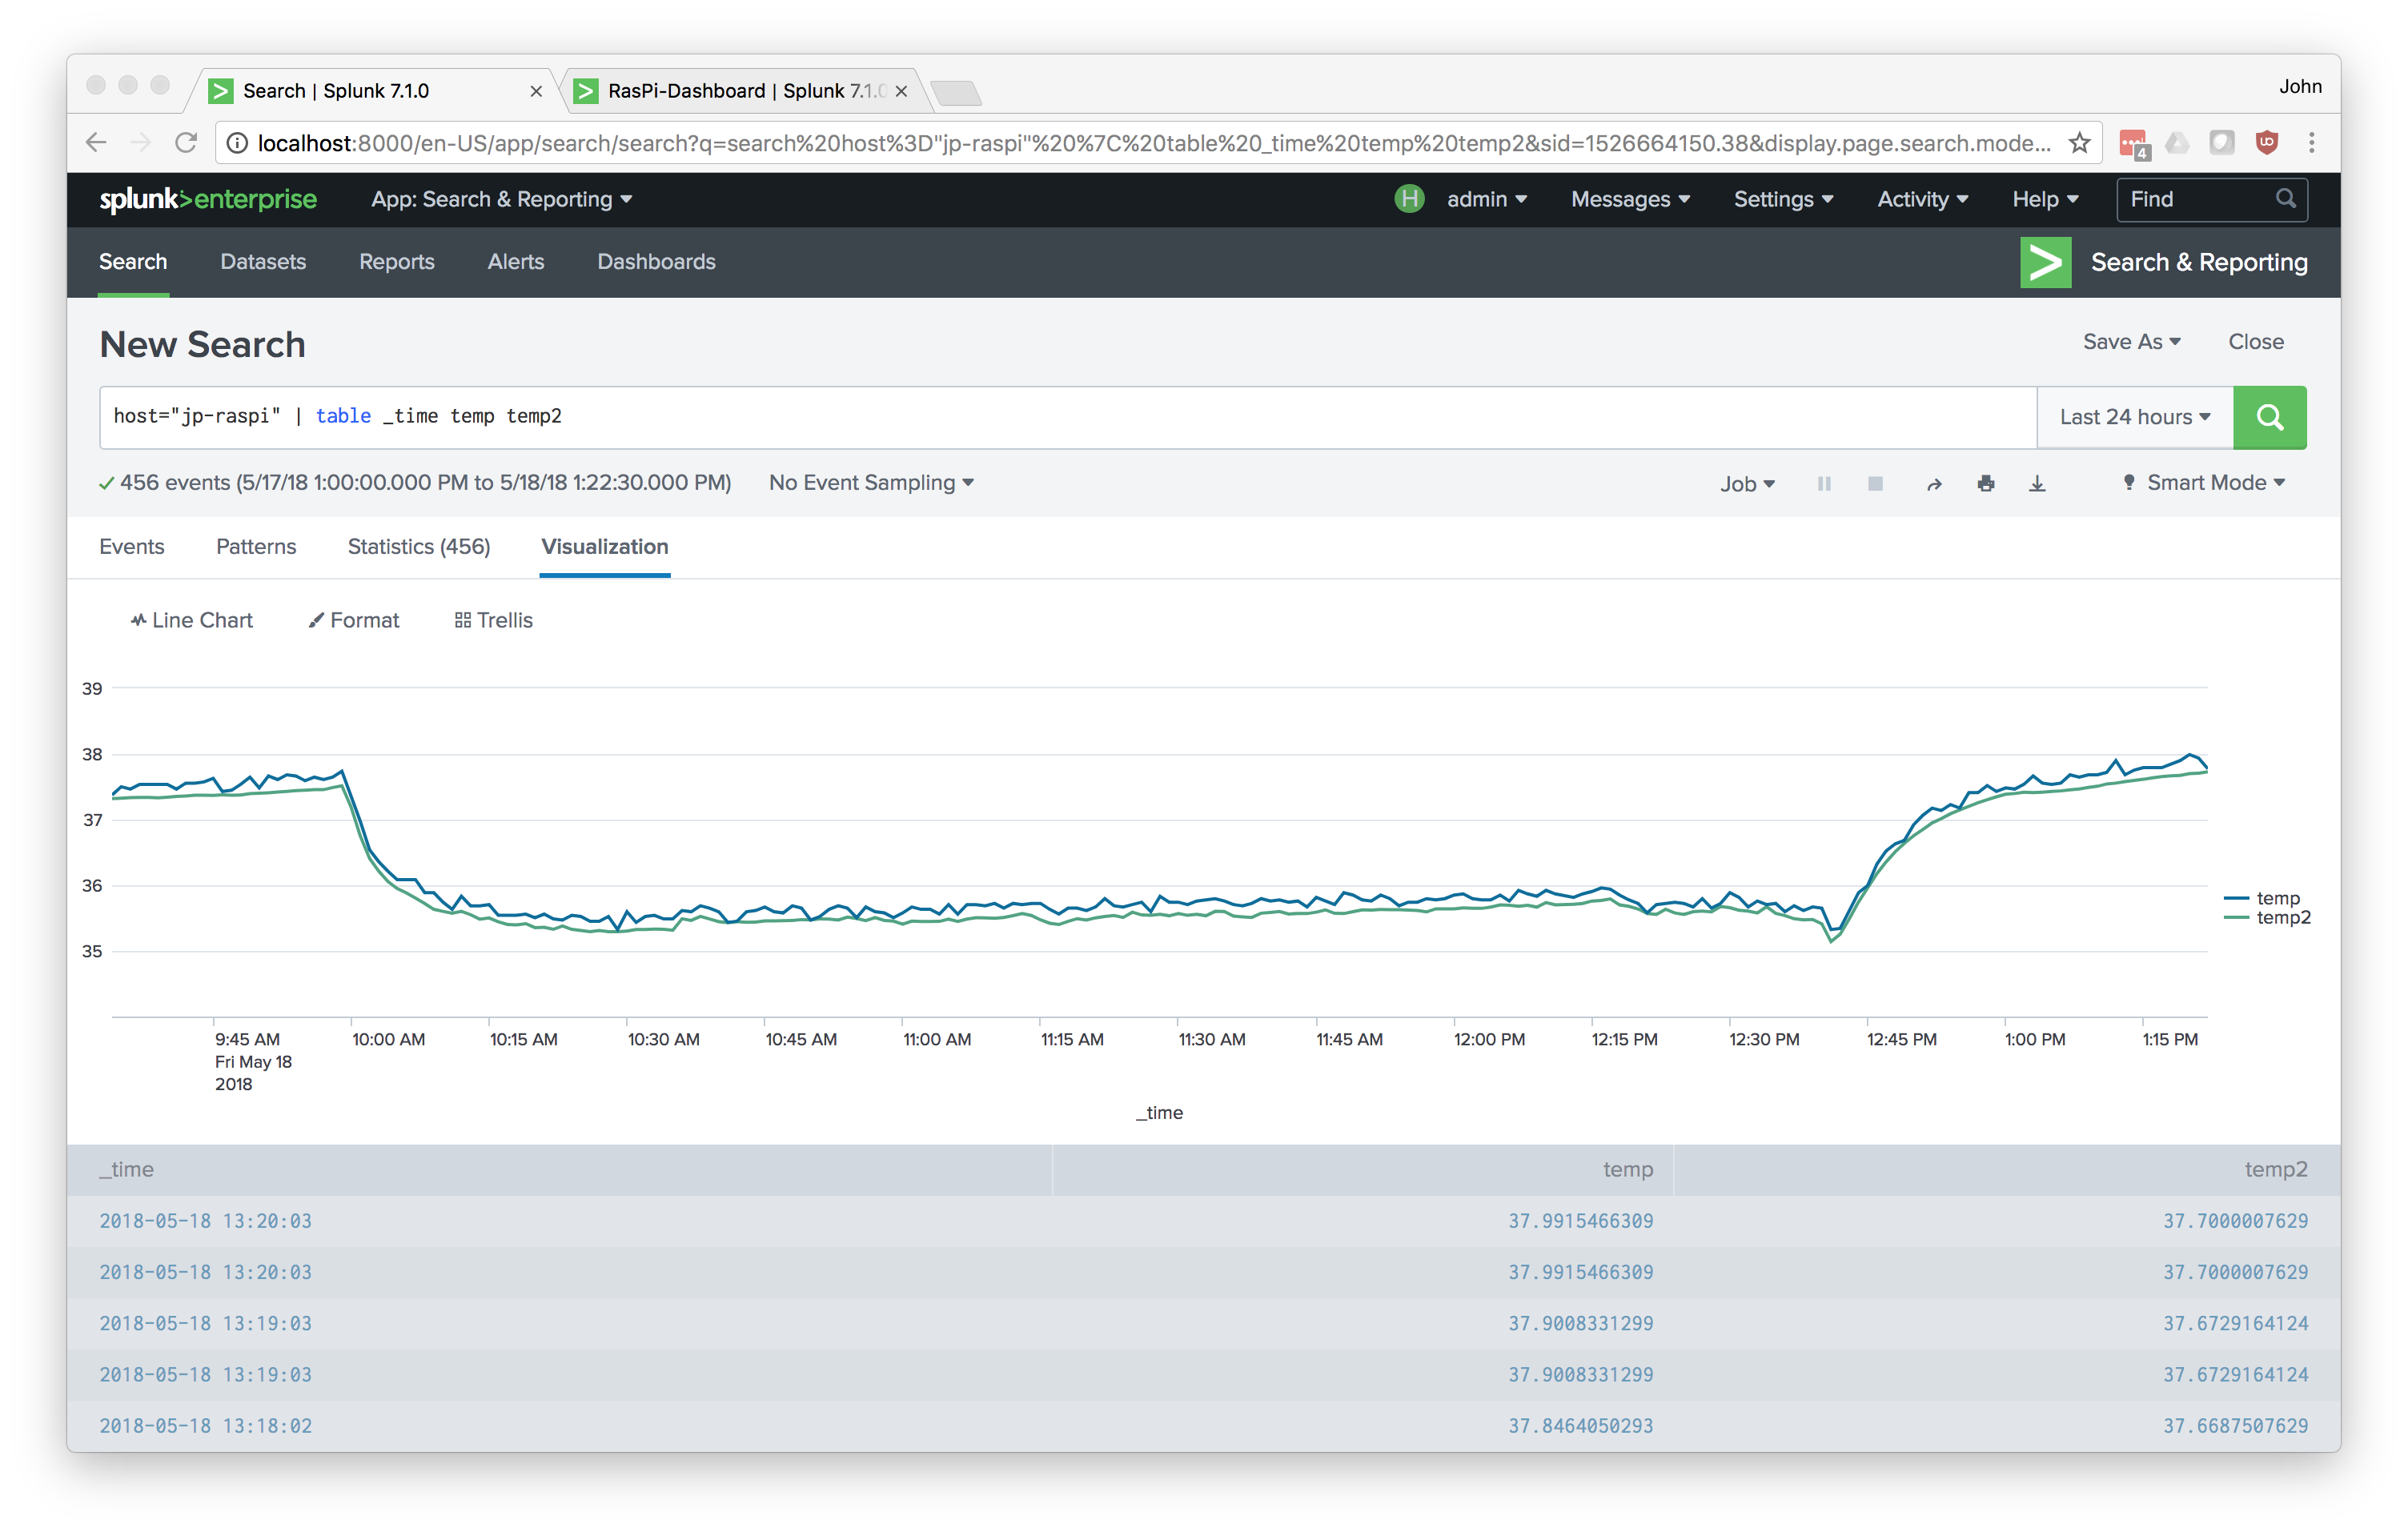 Search | Splunk 7.1.0
RasPi-Dashboard | Splunk 7.1.0
John
localhost:8000/en-US/app/search/search?q=search%20host%3D"jp-raspi"%20%7C%20table%20_time%20temp%20temp2&sid=1526664150.38&display.page.search.mode...
4
splunk>enterprise
App: Search & Reporting
H
admin
Messages
Settings
Activity
Help
Find
Search
Datasets
Reports
Alerts
Dashboards
Search & Reporting
New Search
Save As
Close
host="jp-raspi" | table _time temp temp2
Last 24 hours
456 events (5/17/18 1:00:00.000 PM to 5/18/18 1:22:30.000 PM)
No Event Sampling
Job
Smart Mode
Events
Patterns
Statistics (456)
Visualization
Line Chart
Format
Trellis
39
38
37
36
35
temp
temp2
9:45 AM
Fri May 18
2018
10:00 AM
10:15 AM
10:30 AM
10:45 AM
11:00 AM
11:15 AM
11:30 AM
11:45 AM
12:00 PM
12:15 PM
12:30 PM
12:45 PM
1:00 PM
1:15 PM
_time
_time temp temp2
2018-05-18 13:20:03 37.9915466309 37.7000007629
2018-05-18 13:20:03 37.9915466309 37.7000007629
2018-05-18 13:19:03 37.9008331299 37.6729164124
2018-05-18 13:19:03 37.9008331299 37.6729164124
2018-05-18 13:18:02 37.8464050293 37.6687507629